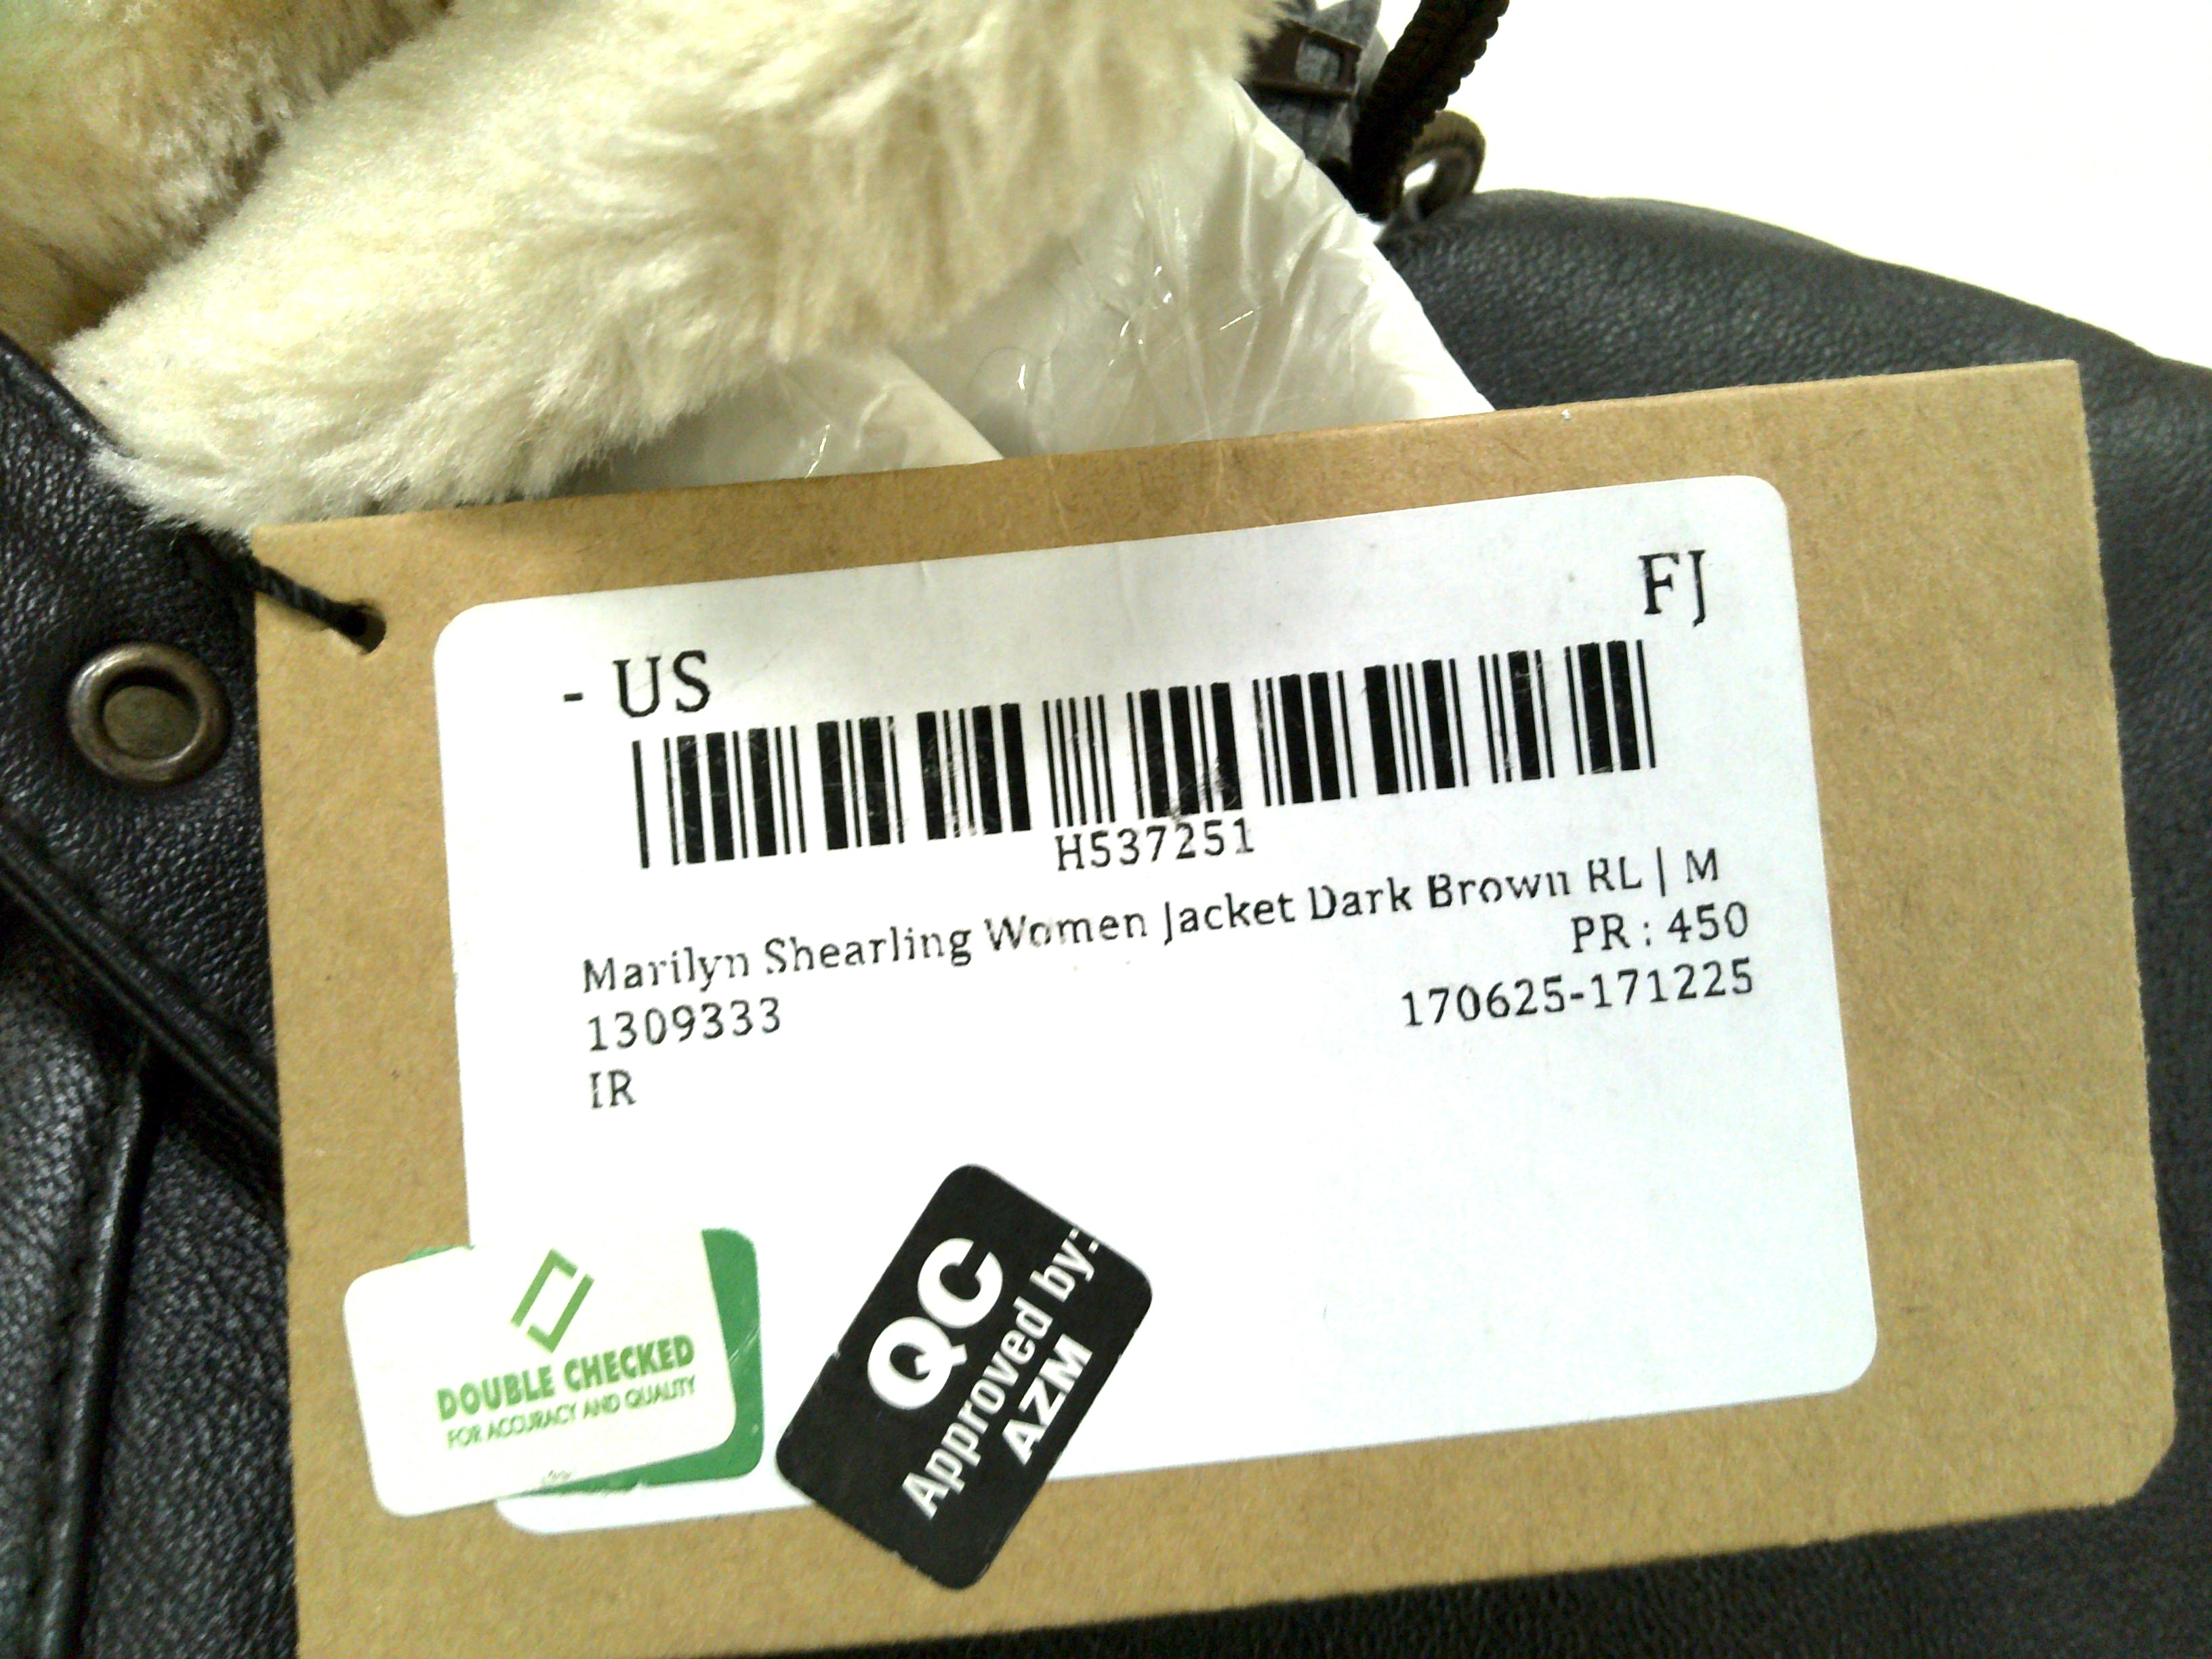 - US
FJ
H537251
Marilyn Shearling Women Jacket Dark Brown RL | M
PR : 450
1309333
170625-171225
IR
DOUBLE CHECKED
FOR ACCURACY AND QUALITY
QC
Approved by:
AZM